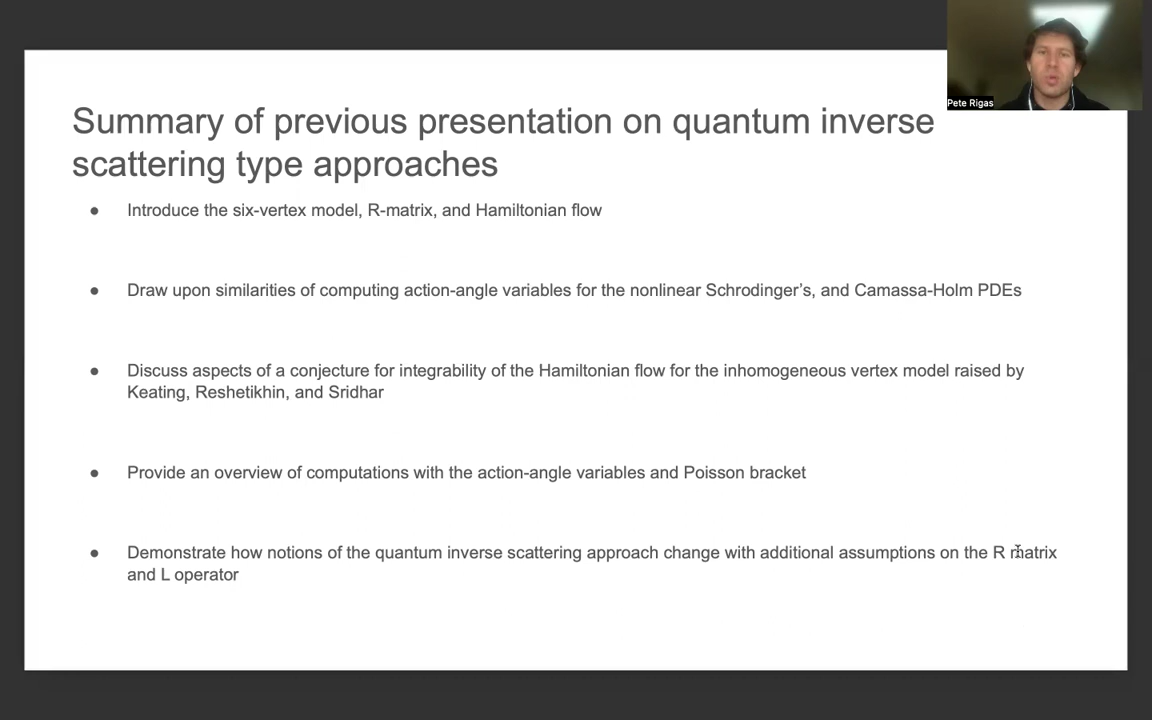 Pete Rigas
Summary of previous presentation on quantum inverse
scattering type approaches
● Introduce the six-vertex model, R-matrix, and Hamiltonian flow
● Draw upon similarities of computing action-angle variables for the nonlinear Schrodinger’s, and Camassa-Holm PDEs
● Discuss aspects of a conjecture for integrability of the Hamiltonian flow for the inhomogeneous vertex model raised by
Keating, Reshetikhin, and Sridhar
● Provide an overview of computations with the action-angle variables and Poisson bracket
● Demonstrate how notions of the quantum inverse scattering approach change with additional assumptions on the R matrix
and L operator